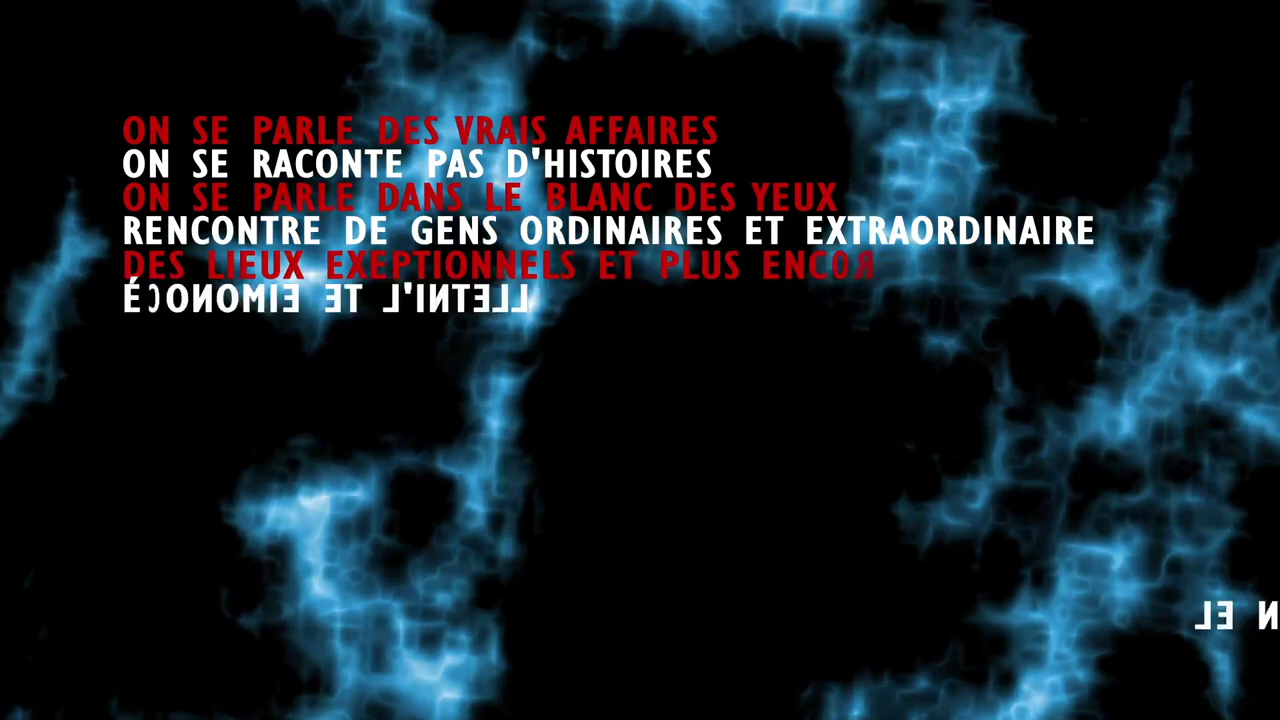 ON SE PARLE DES VRAIS AFFAIRES
ON SE RACONTE PAS D'HISTOIRES
ON SE PARLE DANS LE BLANC DES YEUX
RENCONTRE DE GENS ORDINAIRES ET EXTRAORDINAIRE
DES LIEUX EXEPTIONNELS ET PLUS ENCOR
ÉCONOMIE ET L'INTELL
LE N